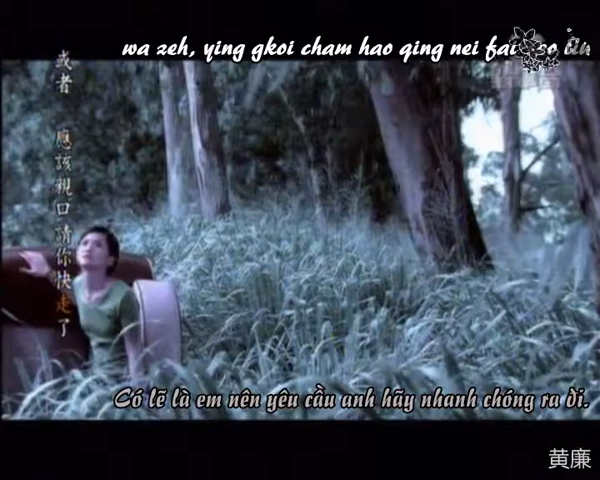 wa zeh, ying gkoi cham hao qing nei fai
或者 應該親口請你快走了
Có lẽ là em nên yêu cầu anh hãy nhanh chóng ra đi.
黄廉